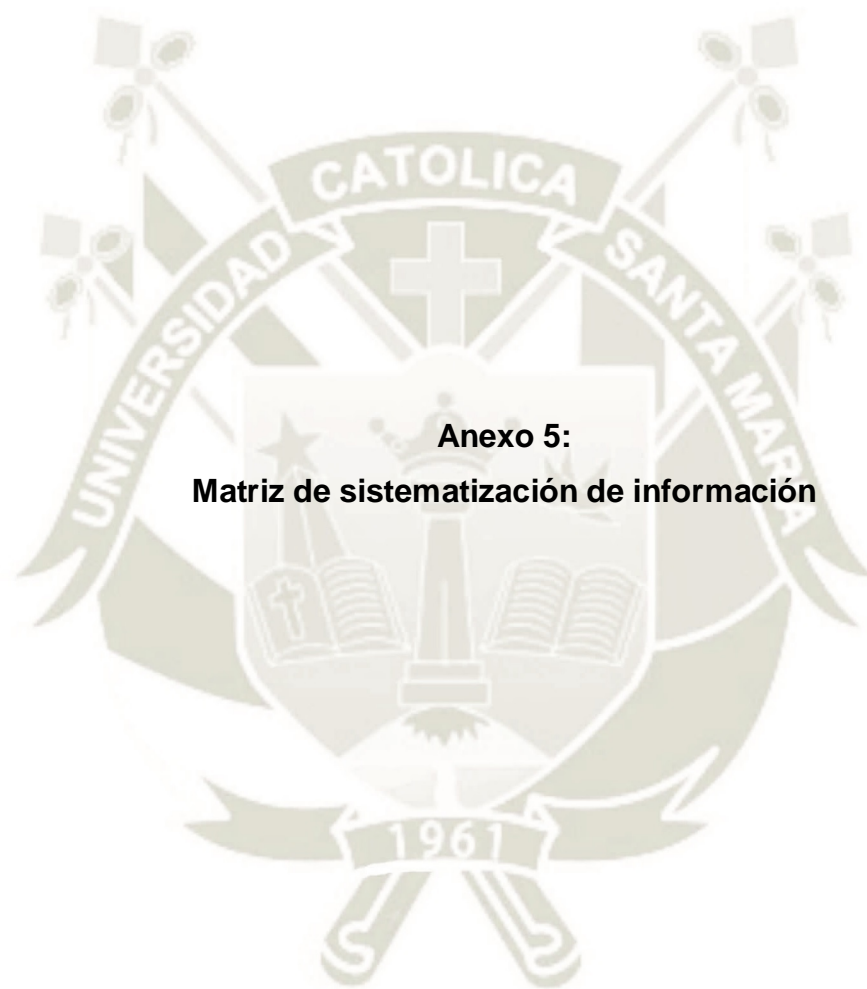 CATOLICA
UNIVERSIDAD
SANTA MARIA
Anexo 5:
Matriz de sistematización de información
1961